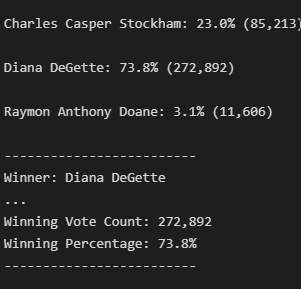 Charles Casper Stockham: 23.0% (85,213)
Diana DeGette: 73.8% (272,892)
Raymon Anthony Doane: 3.1% (11,606)
-------------------------
Winner: Diana DeGette
...
Winning Vote Count: 272,892
Winning Percentage: 73.8%
-------------------------